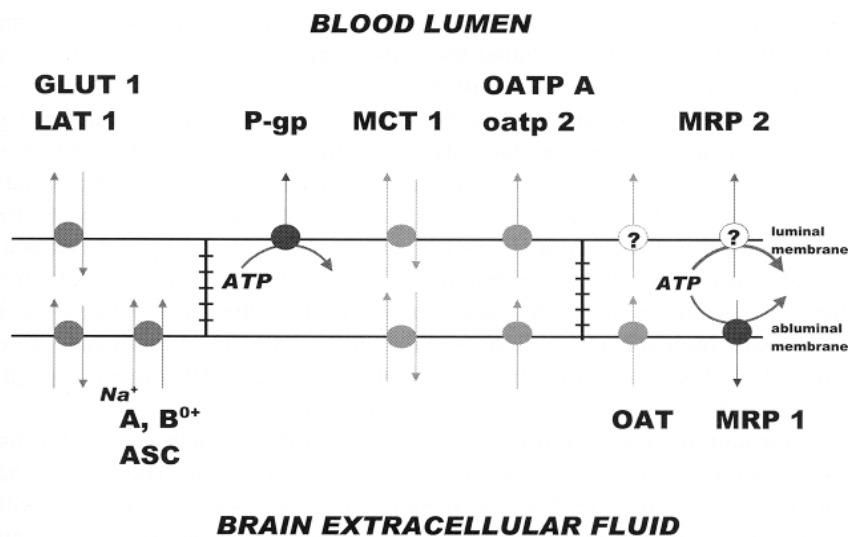 BLOOD LUMEN
GLUT 1
LAT 1
P-gp
MCT 1
OATP A
oatp 2
MRP 2
? ?
luminal
membrane
ATP
ATP
abluminal
membrane
Na⁺
A, B⁰⁺
ASC
OAT
MRP 1
BRAIN EXTRACELLULAR FLUID